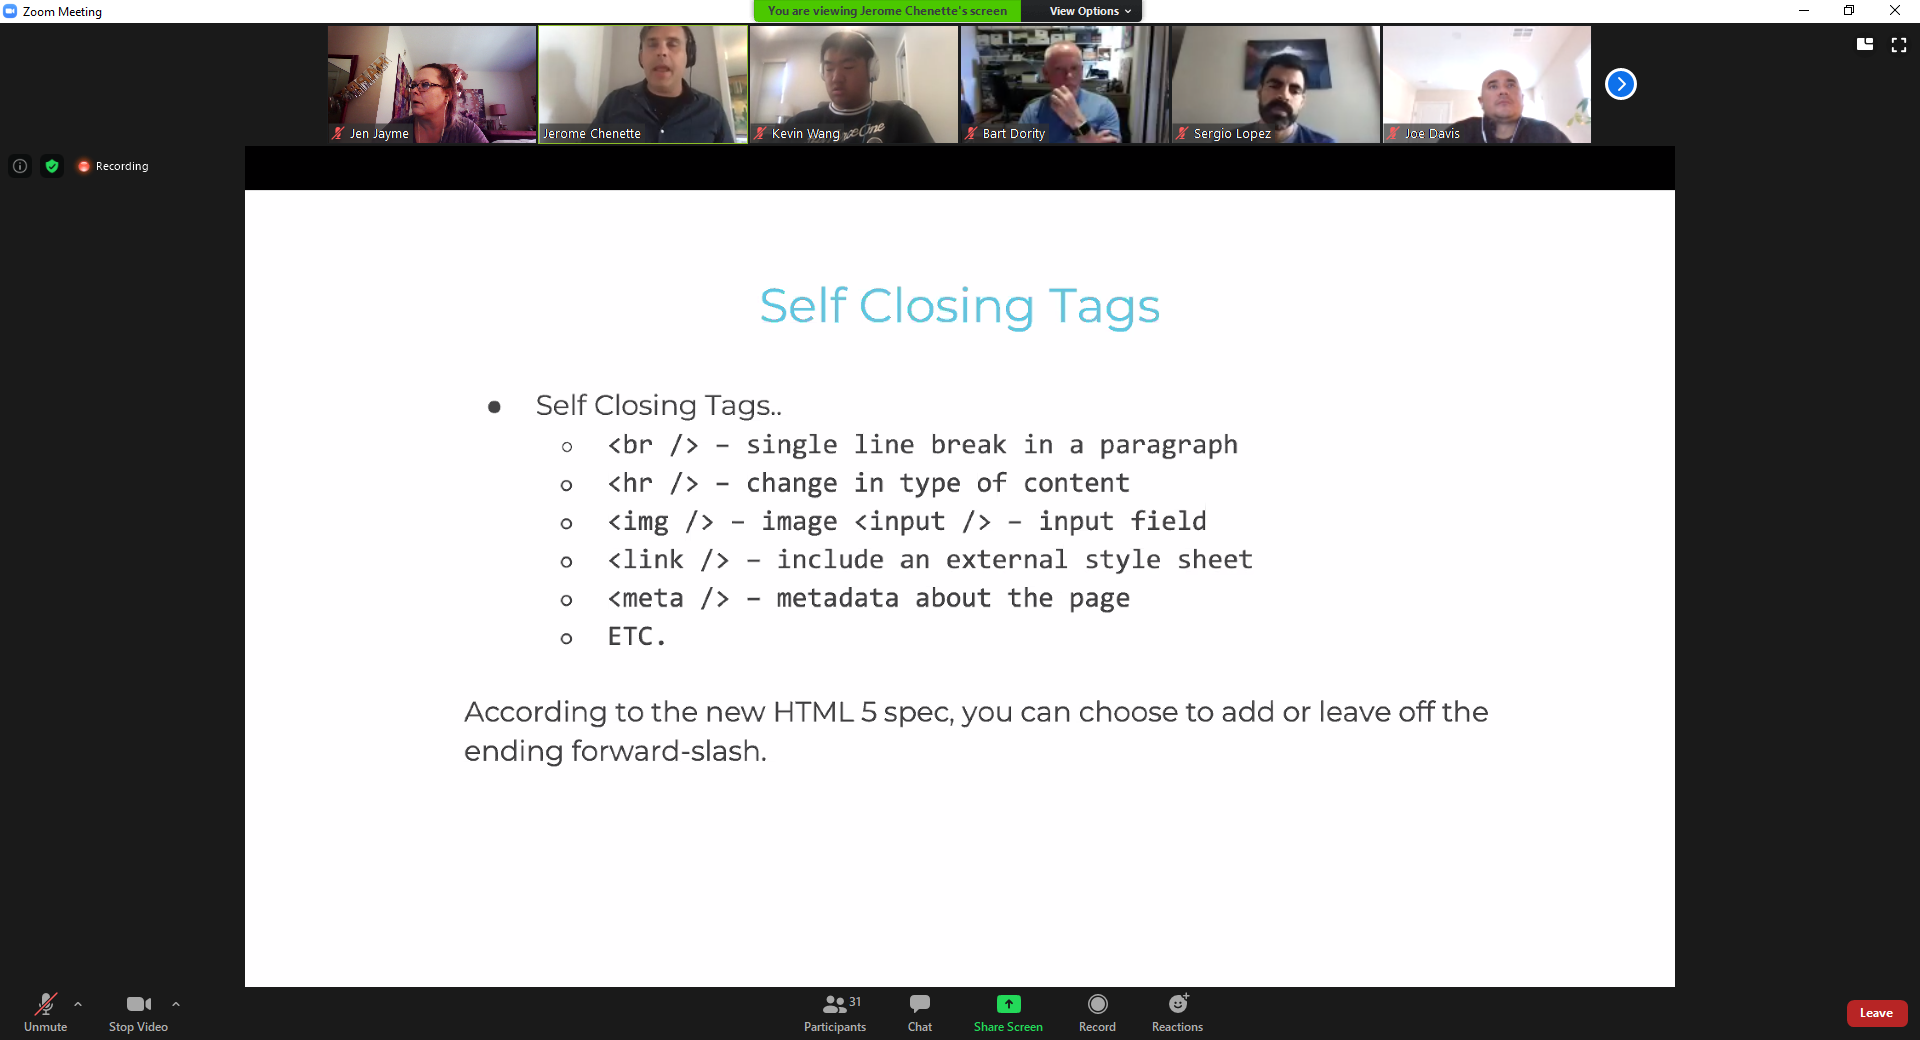 Zoom Meeting
You are viewing Jerome Chenette's screen
View Options
Jen Jayme
Jerome Chenette
Kevin Wang
Bart Dority
Sergio Lopez
Joe Davis
Recording
Self Closing Tags
Self Closing Tags..
<br /> – single line break in a paragraph
<hr /> – change in type of content
<img /> – image <input /> – input field
<link /> – include an external style sheet
<meta /> – metadata about the page
ETC.
According to the new HTML 5 spec, you can choose to add or leave off the
ending forward-slash.
Unmute
Stop Video
31
Participants
Chat
Share Screen
Record
Reactions
Leave